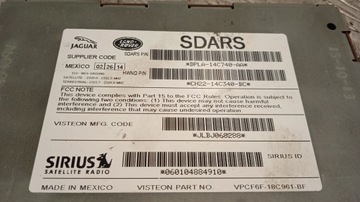 JAGUAR
LAND ROVER
SDARS
SDARS P/N
SUPPLIER CODE
*DPLA-14C740-AA*
MEXICO 02/26/14
HWNO P/N
*CH22-14C340-BC*
FCC NOTE
This device complies with Part 15 to the FCC Rules. Operation is subject
to the following two conditions: (1) This device may not cause harmful
interference and (2) This device must accept any interference
received, including interference that may cause undesired operation.
VISTEON MFG. CODE
*JLBJ060288*
SIRIUS ID
SIRIUS
SATELLITE RADIO
*060104884910*
MADE IN MEXICO
VISTEON PART NO.
VPCF6F-18C961-BF